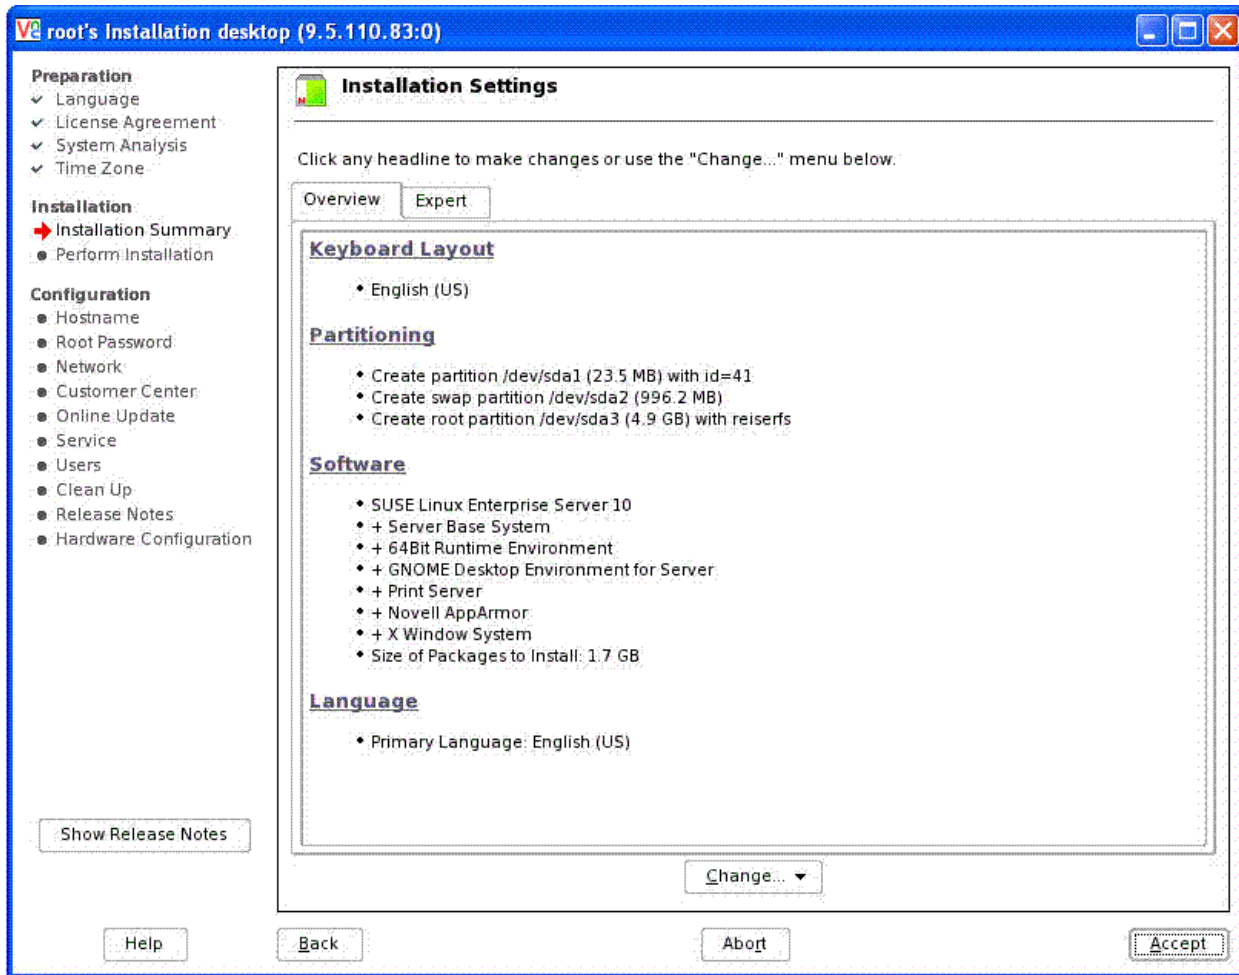 root's Installation desktop (9.5.110.83:0)
Preparation
Language
License Agreement
System Analysis
Time Zone
Installation
Installation Summary
Perform Installation
Configuration
Hostname
Root Password
Network
Customer Center
Online Update
Service
Users
Clean Up
Release Notes
Hardware Configuration
Show Release Notes
Installation Settings
Click any headline to make changes or use the "Change..." menu below.
Overview
Expert
Keyboard Layout
• English (US)
Partitioning
• Create partition /dev/sda1 (23.5 MB) with id=41
• Create swap partition /dev/sda2 (996.2 MB)
• Create root partition /dev/sda3 (4.9 GB) with reiserfs
Software
• SUSE Linux Enterprise Server 10
• + Server Base System
• + 64Bit Runtime Environment
• + GNOME Desktop Environment for Server
• + Print Server
• + Novell AppArmor
• + X Window System
• Size of Packages to Install: 1.7 GB
Language
• Primary Language: English (US)
Change...
Help
Back
Abort
Accept